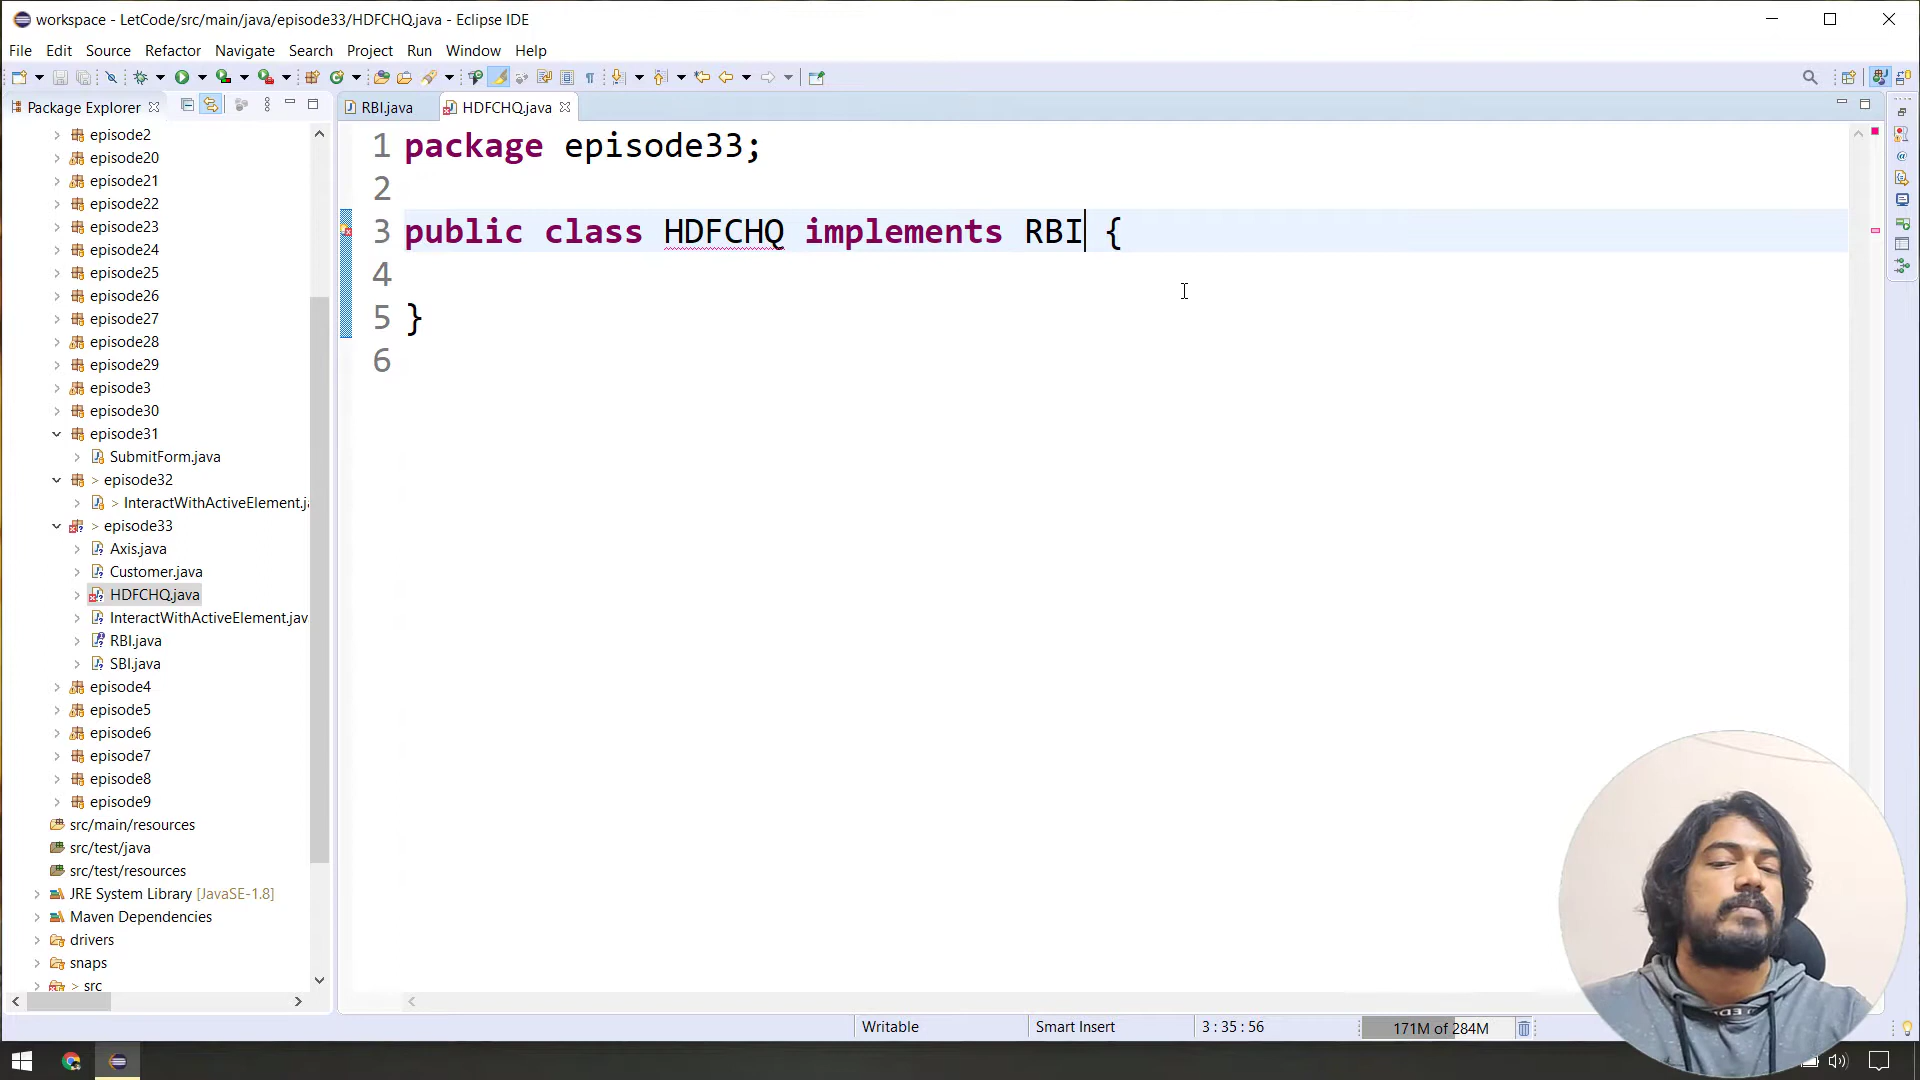 workspace - LetCode/src/main/java/episode33/HDFCHQ.java - Eclipse IDE
File Edit Source Refactor Navigate Search Project Run Window Help
Package Explorer
RBI.java
HDFCHQ.java
episode2
episode20
episode21
episode22
episode23
episode24
episode25
episode26
episode27
episode28
episode29
episode3
episode30
episode31
SubmitForm.java
> episode32
> InteractWithActiveElement.ja
> episode33
Axis.java
Customer.java
HDFCHQ.java
InteractWithActiveElement.jav
RBI.java
SBI.java
episode4
episode5
episode6
episode7
episode8
episode9
src/main/resources
src/test/java
src/test/resources
JRE System Library [JavaSE-1.8]
Maven Dependencies
drivers
snaps
> src
1 package episode33;
2
3 public class HDFCHQ implements RBI {
4
5 }
6
Writable
Smart Insert
3 : 35 : 56
171M of 284M